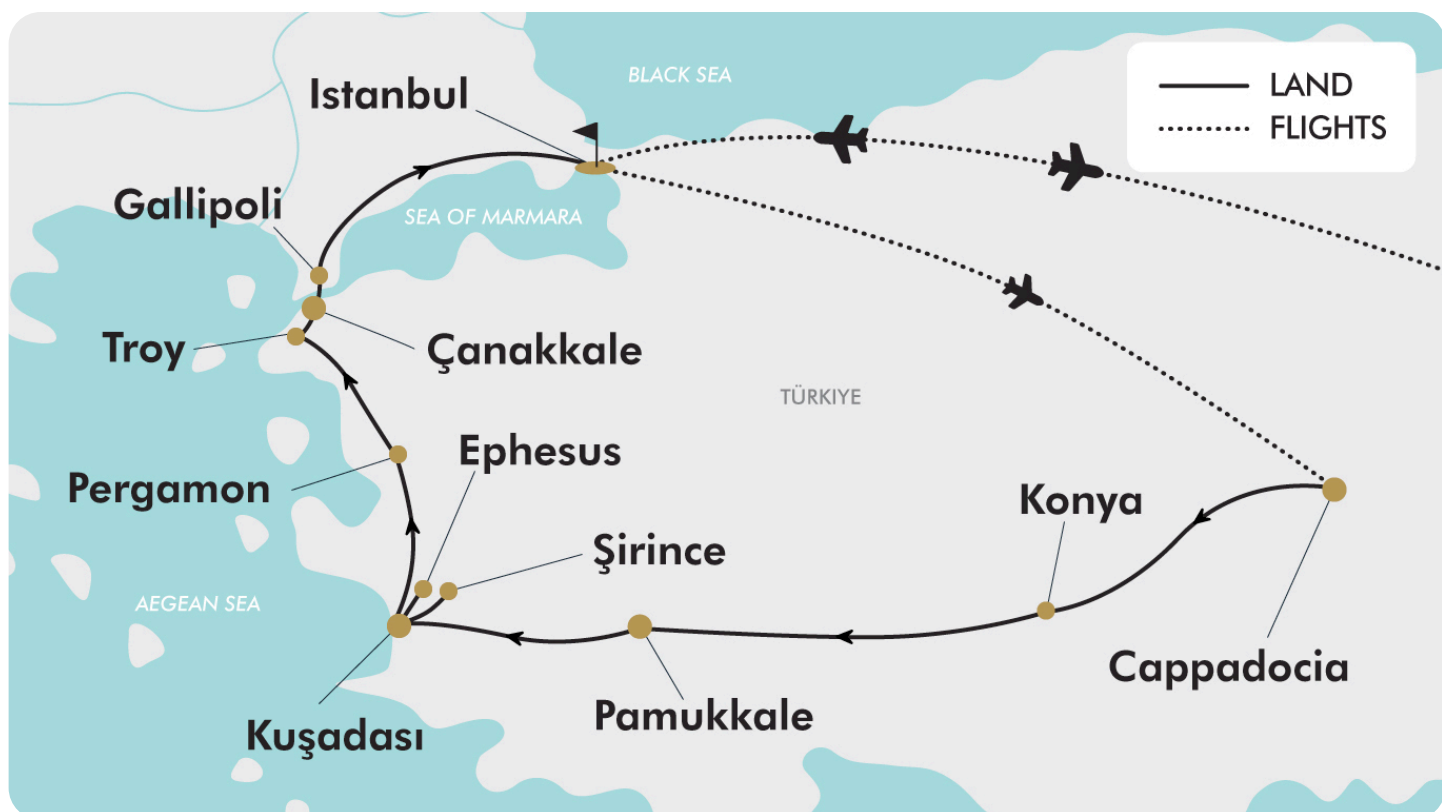 BLACK SEA
LAND
FLIGHTS
Istanbul
Gallipoli
SEA OF MARMARA
Troy
Çanakkale
TÜRKIYE
Ephesus
Pergamon
Konya
Şirince
AEGEAN SEA
Cappadocia
Pamukkale
Kuşadası